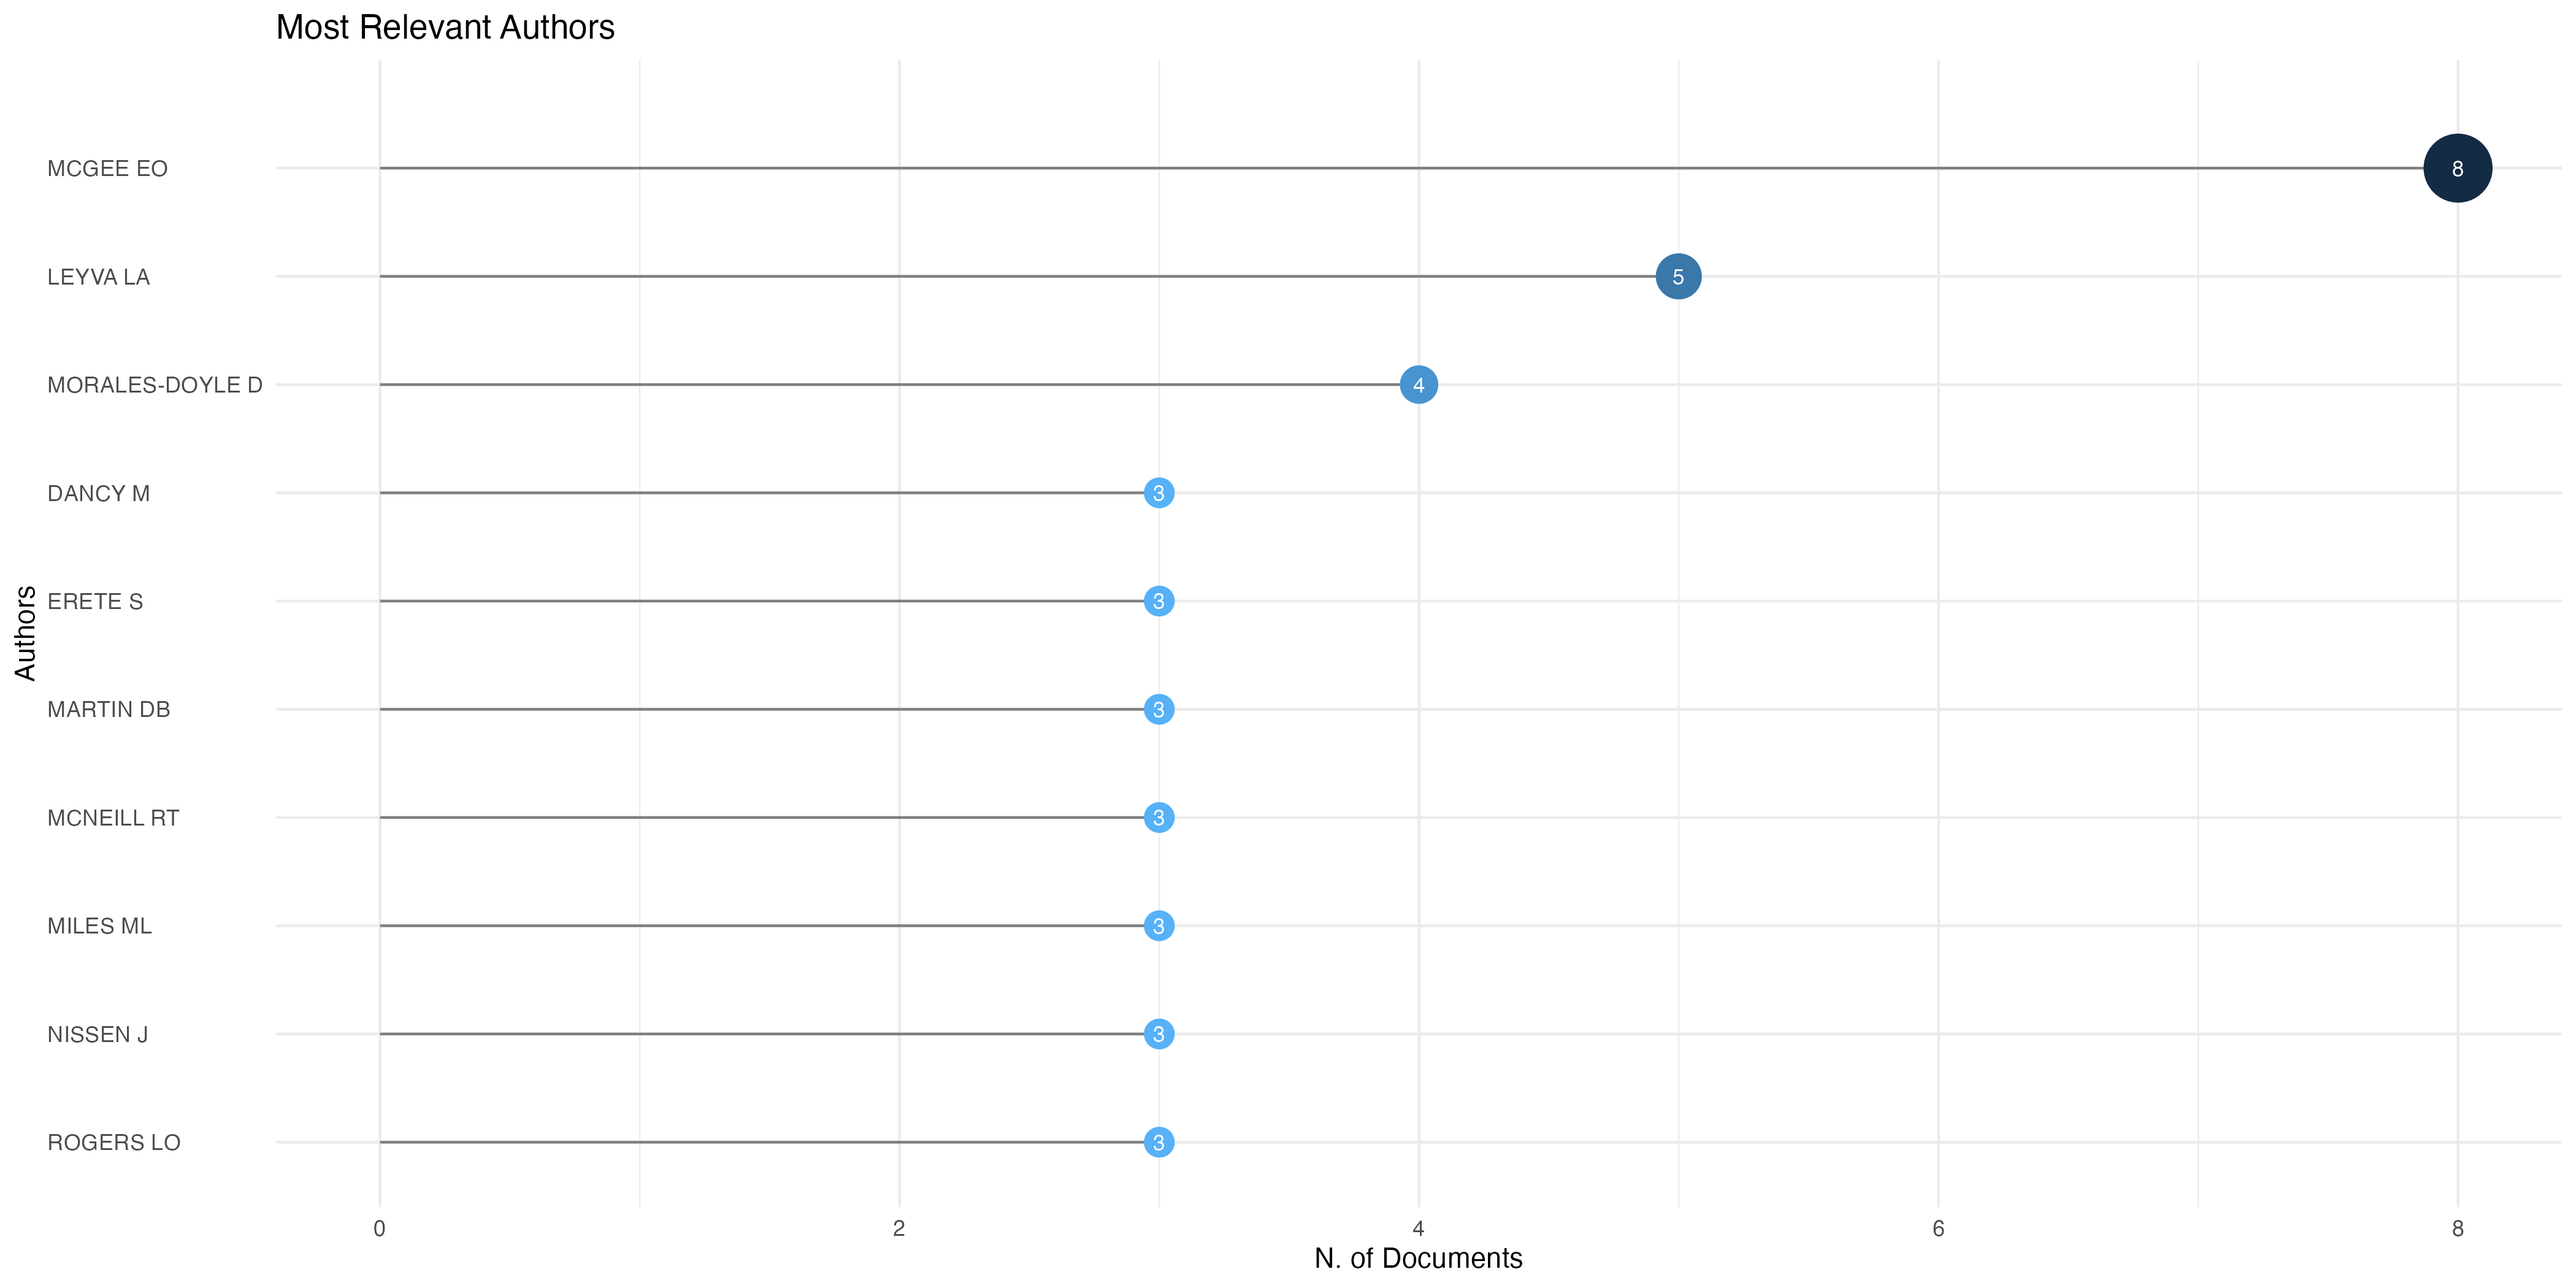 Most Relevant Authors
MCGEE EO
8
LEYVA LA
5
MORALES-DOYLE D
4
DANCY M
3
ERETE S
3
MARTIN DB
3
MCNEILL RT
3
MILES ML
3
NISSEN J
3
ROGERS LO
3
Authors
0 2 4 6 8
N. of Documents